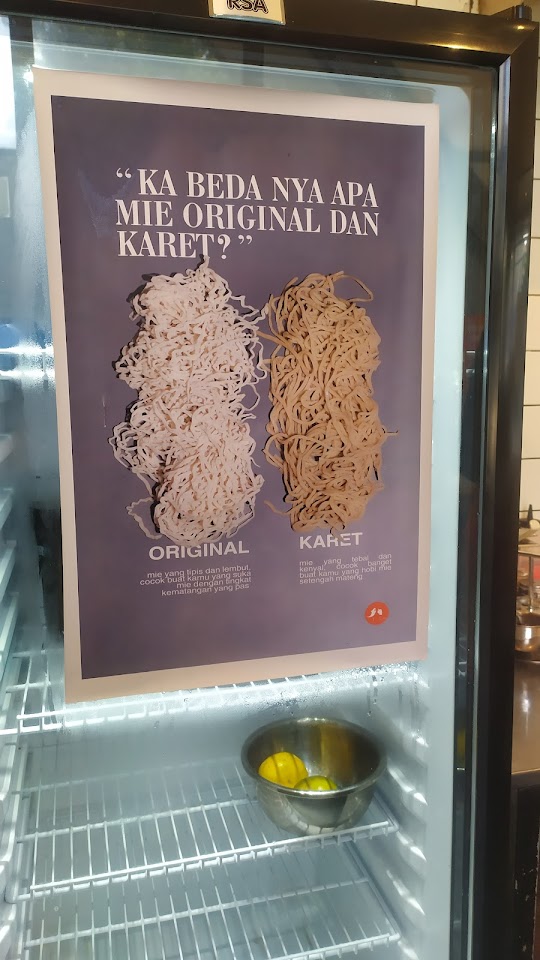 RSA
“ KA BEDA NYA APA
MIE ORIGINAL DAN
KARET? ”
ORIGINAL
mie yang tipis dan lembut,
cocok buat kamu yang suka
mie dengan tingkat
kematangan yang pas
KARET
mie yang tebal dan
kenyal, cocok banget
buat kamu yang hobi mie
setengah mateng